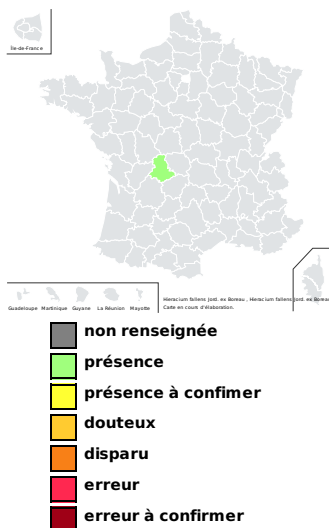 Île-de-France
Guadeloupe Martinique Guyane La Réunion Mayotte
Hieracium fallens Jord. ex Boreau , Hieracium fallens Jord. ex Boreau
Carte en cours d'élaboration.
non renseignée
présence
présence à confimer
douteux
disparu
erreur
erreur à confirmer